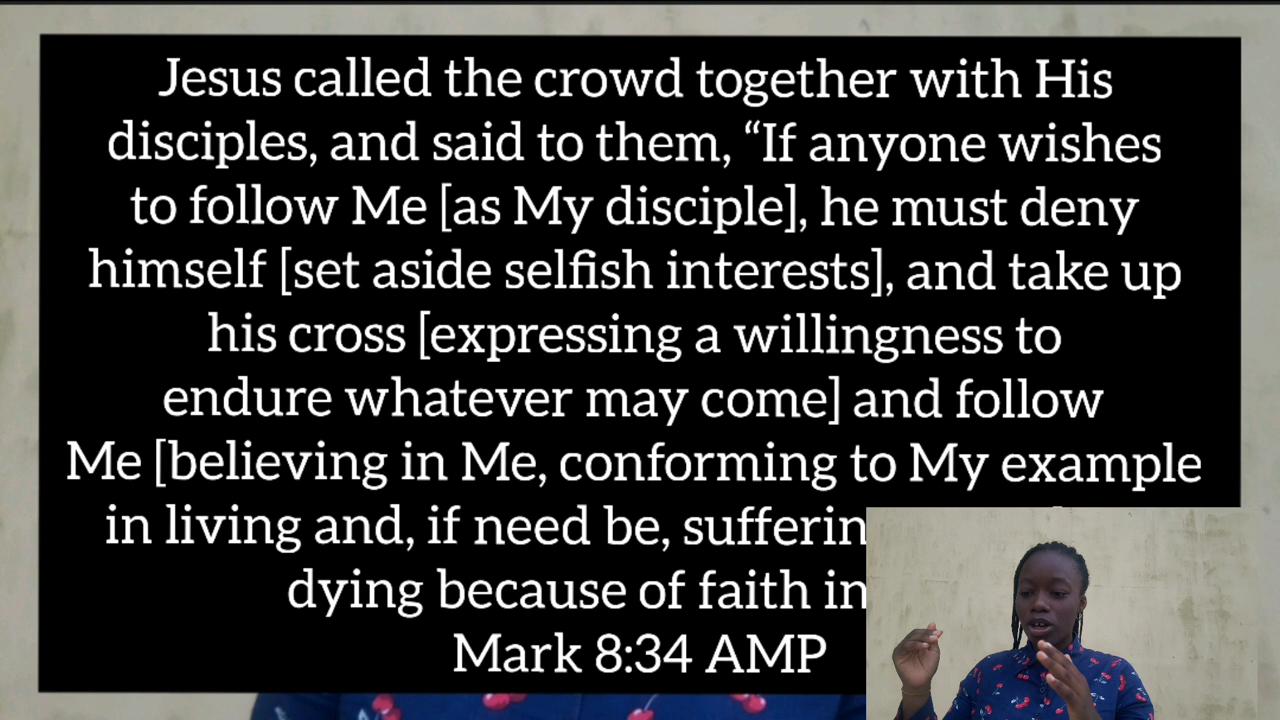 Jesus called the crowd together with His
disciples, and said to them, “If anyone wishes
to follow Me [as My disciple], he must deny
himself [set aside selfish interests], and take up
his cross [expressing a willingness to
endure whatever may come] and follow
Me [believing in Me, conforming to My example
in living and, if need be,
dying because of faith in
Mark 8:34 AMP